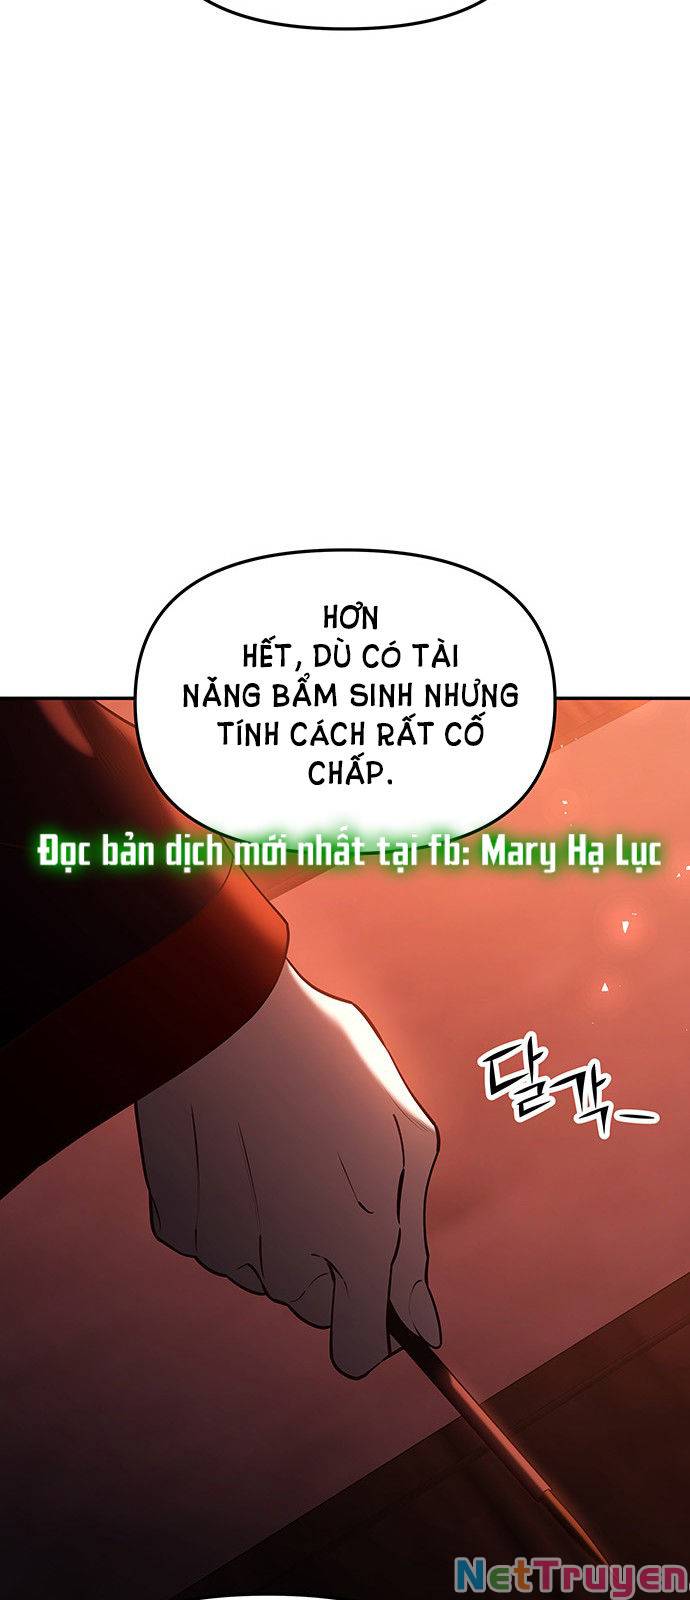 HƠN
HẾT, DÙ CÓ TÀI
NĂNG BẨM SINH NHƯNG
TÍNH CÁCH RẤT CỐ
CHẤP.
Đọc bản dịch mới nhất tại fb: Mary Hạ Lục
달각
NetTruyen